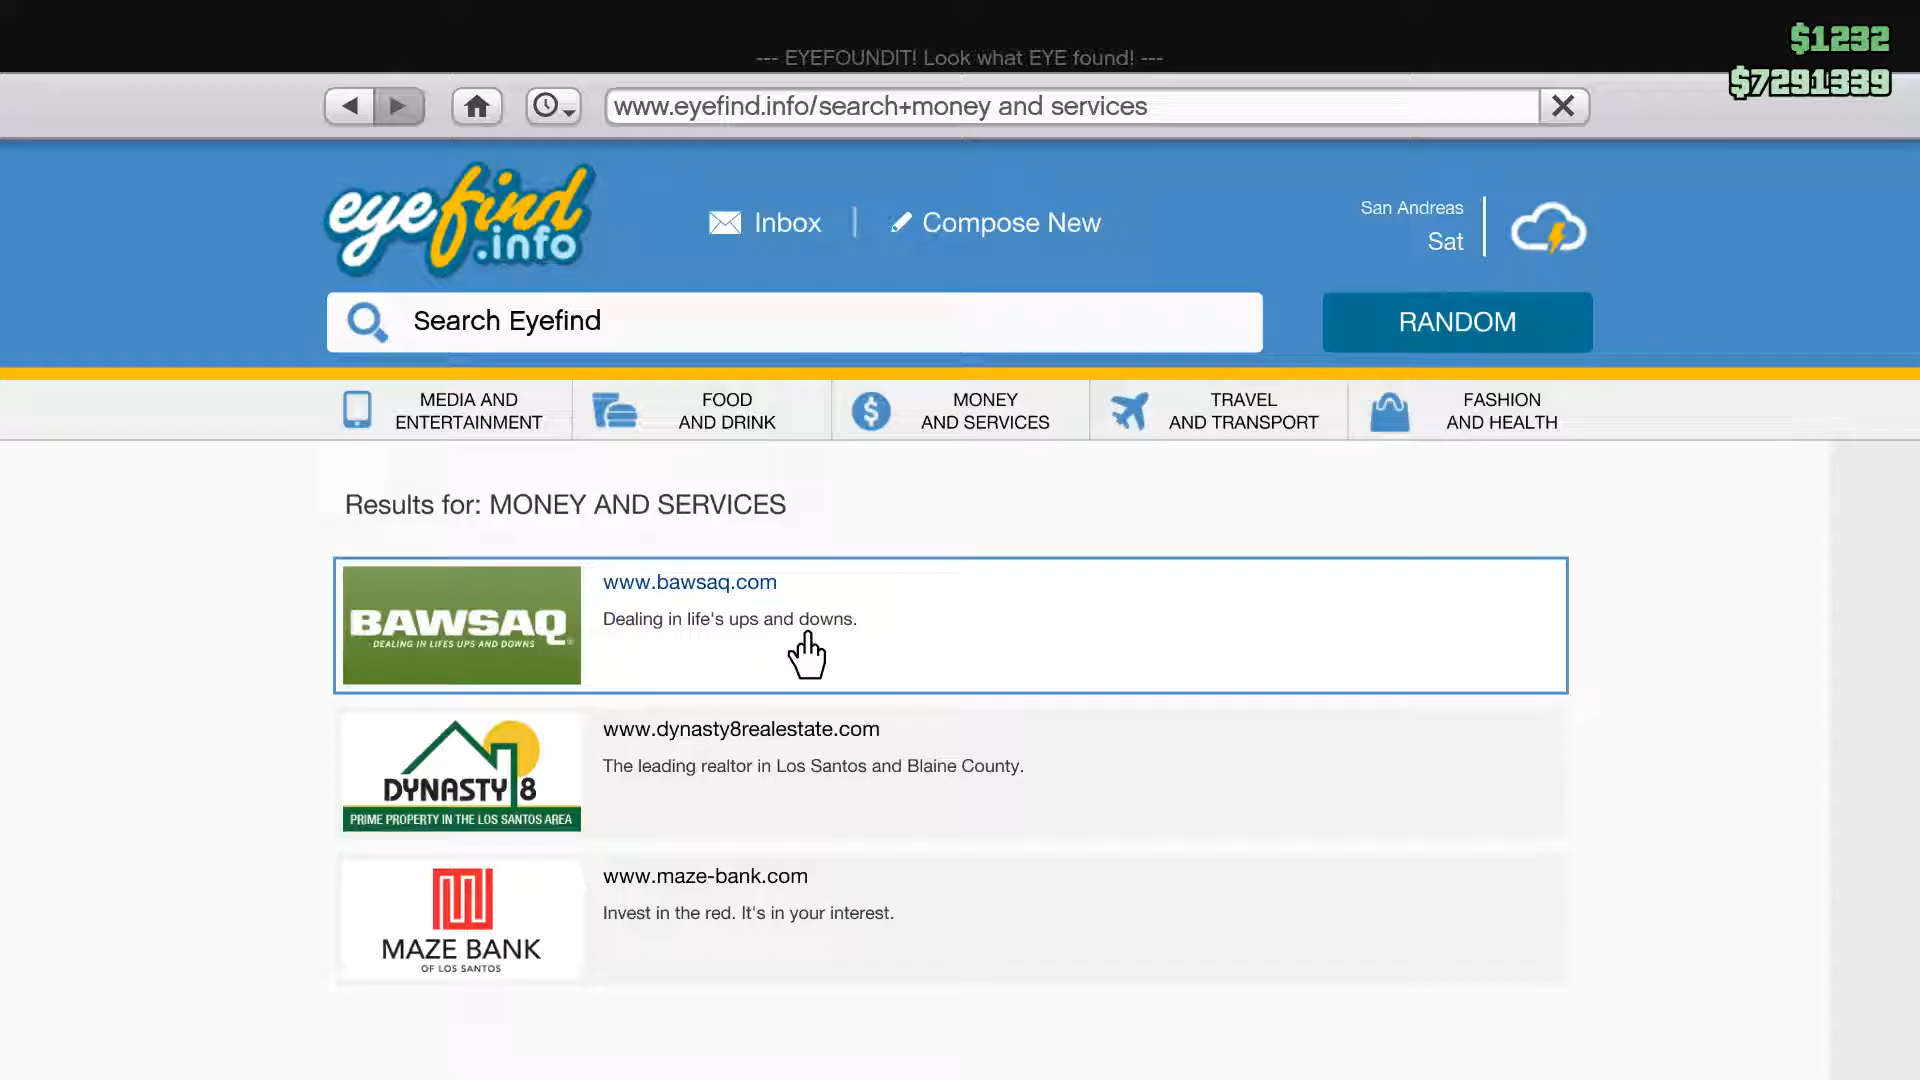 $1232
--- EYEFOUNDIT! Look what EYE found! ---
$7291339
www.eyefind.info/search+money and services
eyefind
.info
Inbox
Compose New
San Andreas
Sat
Search Eyefind
RANDOM
MEDIA AND
ENTERTAINMENT
FOOD
AND DRINK
MONEY
AND SERVICES
TRAVEL
AND TRANSPORT
FASHION
AND HEALTH
Results for: MONEY AND SERVICES
BAWSAQ
DEALING IN LIFES UPS AND DOWNS
www.bawsaq.com
Dealing in life's ups and downs.
DYNASTY 8
PRIME PROPERTY IN THE LOS SANTOS AREA
www.dynasty8realestate.com
The leading realtor in Los Santos and Blaine County.
MAZE BANK
OF LOS SANTOS
www.maze-bank.com
Invest in the red. It's in your interest.